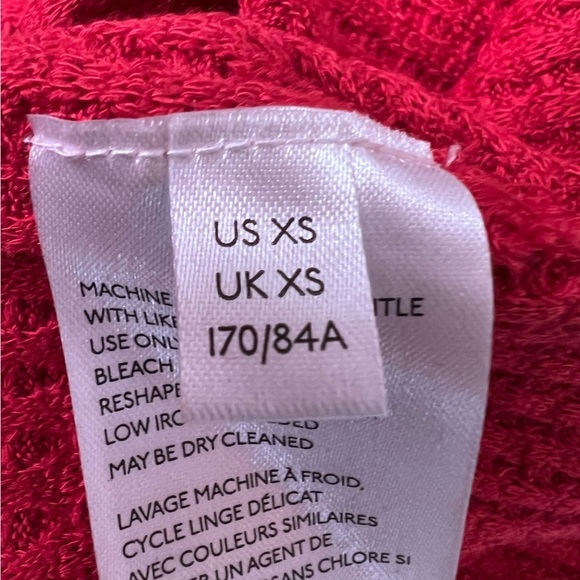 US XS
UK XS
170/84A
MACHINE
WITH LIKE
USE ONL
BLEACH
RESHAPE
LOW IRO
MAY BE DRY CLEANED
LAVAGE MACHINE À FROID,
CYCLE LINGE DÉLICAT
AVEC COULEURS SIMILAIRES
ER UN AGENT DE
SANS CHLORE SI